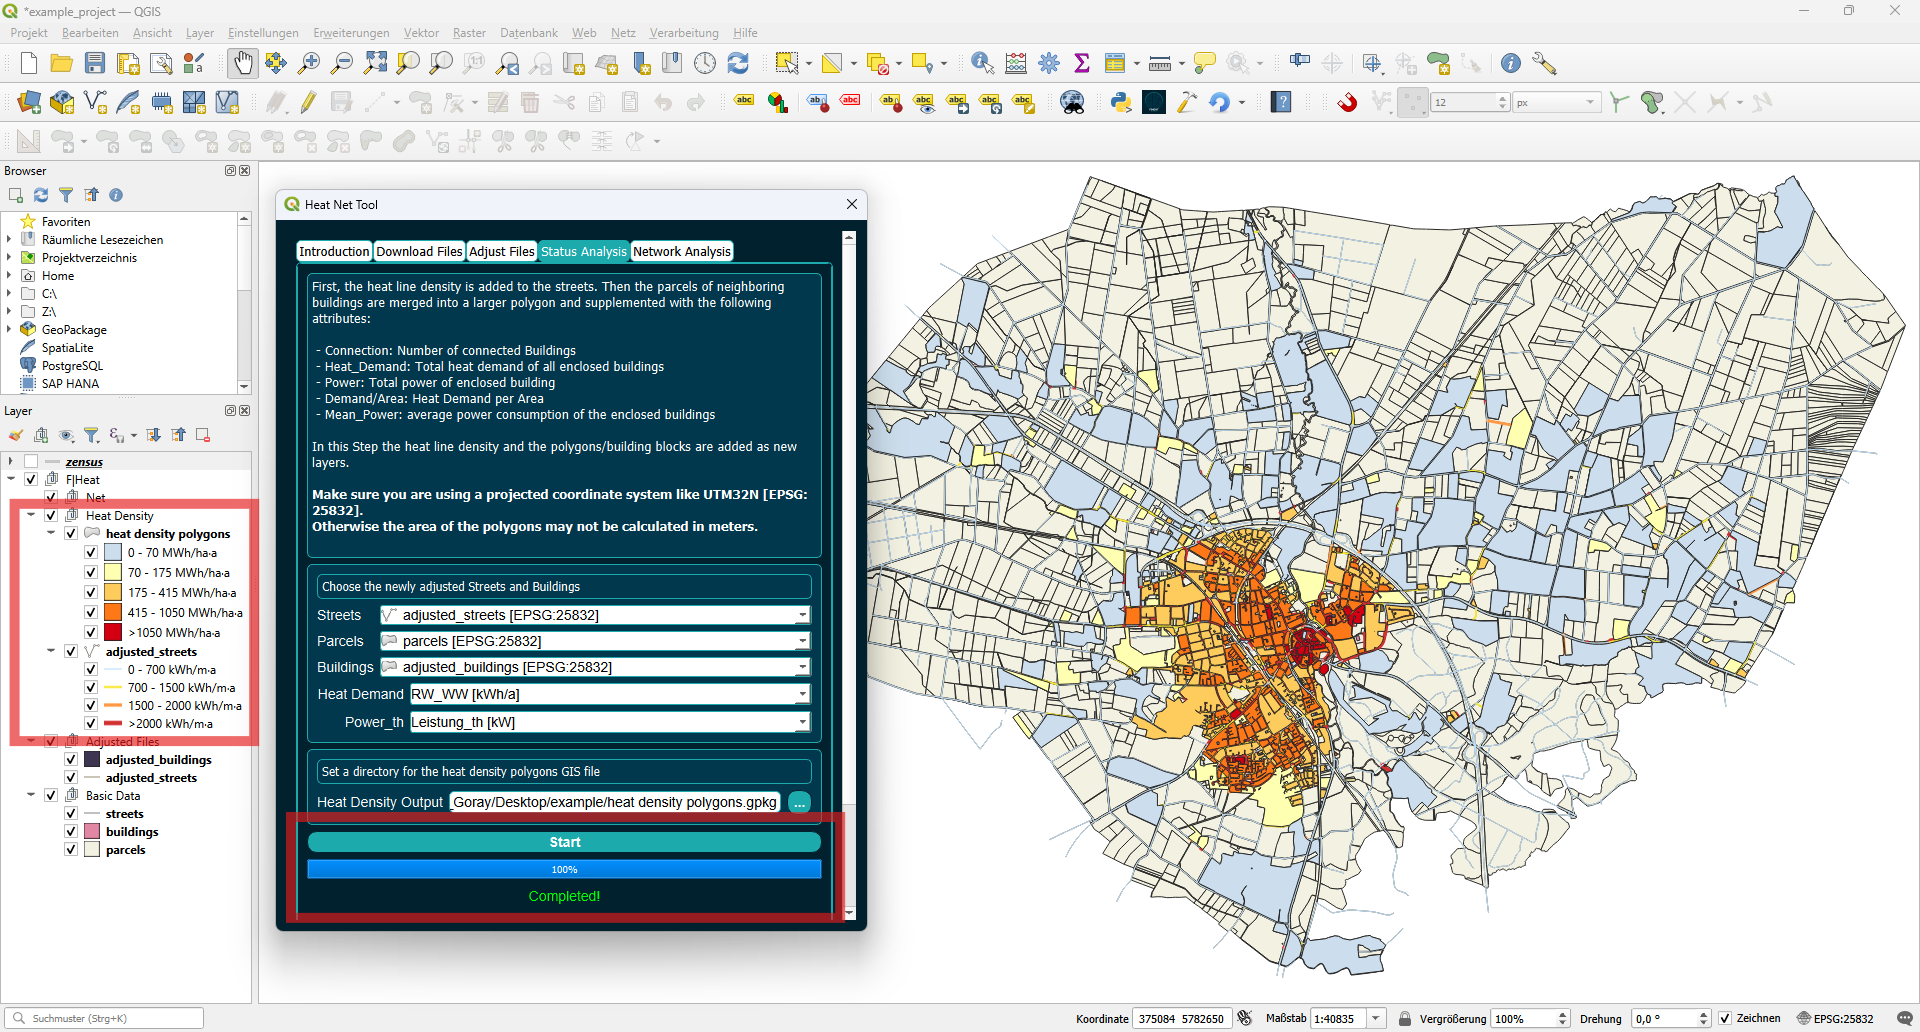 *example_project — QGIS
Projekt Bearbeiten Ansicht Layer Einstellungen Erweiterungen Vektor Raster Datenbank Web Netz Verarbeitung Hilfe
12 px
Browser
Favoriten
Räumliche Lesezeichen
Projektverzeichnis
Home
C:\
Z:\
GeoPackage
SpatiaLite
PostgreSQL
SAP HANA
Layer
zensus
F|Heat
Net
Heat Density
heat density polygons
0 - 70 MWh/ha·a
70 - 175 MWh/ha·a
175 - 415 MWh/ha·a
415 - 1050 MWh/ha·a
>1050 MWh/ha·a
adjusted_streets
0 - 700 kWh/m·a
700 - 1500 kWh/m·a
1500 - 2000 kWh/m·a
>2000 kWh/m·a
Adjusted Files
adjusted_buildings
adjusted_streets
Basic Data
streets
buildings
parcels
Heat Net Tool
Introduction Download Files Adjust Files Status Analysis Network Analysis
First, the heat line density is added to the streets. Then the parcels of neighboring
buildings are merged into a larger polygon and supplemented with the following
attributes:
- Connection: Number of connected Buildings
- Heat_Demand: Total heat demand of all enclosed buildings
- Power: Total power of enclosed building
- Demand/Area: Heat Demand per Area
- Mean_Power: average power consumption of the enclosed buildings
In this Step the heat line density and the polygons/building blocks are added as new
layers.
Make sure you are using a projected coordinate system like UTM32N [EPSG:
25832].
Otherwise the area of the polygons may not be calculated in meters.
Choose the newly adjusted Streets and Buildings
Streets adjusted_streets [EPSG:25832]
Parcels parcels [EPSG:25832]
Buildings adjusted_buildings [EPSG:25832]
Heat Demand RW_WW [kWh/a]
Power_th Leistung_th [kW]
Set a directory for the heat density polygons GIS file
Heat Density Output Goray/Desktop/example/heat density polygons.gpkg ...
Start
100%
Completed!
Suchmuster (Strg+K)
Koordinate 375084 5782650 Maßstab 1:40835 Vergrößerung 100% Drehung 0,0 ° Zeichnen EPSG:25832